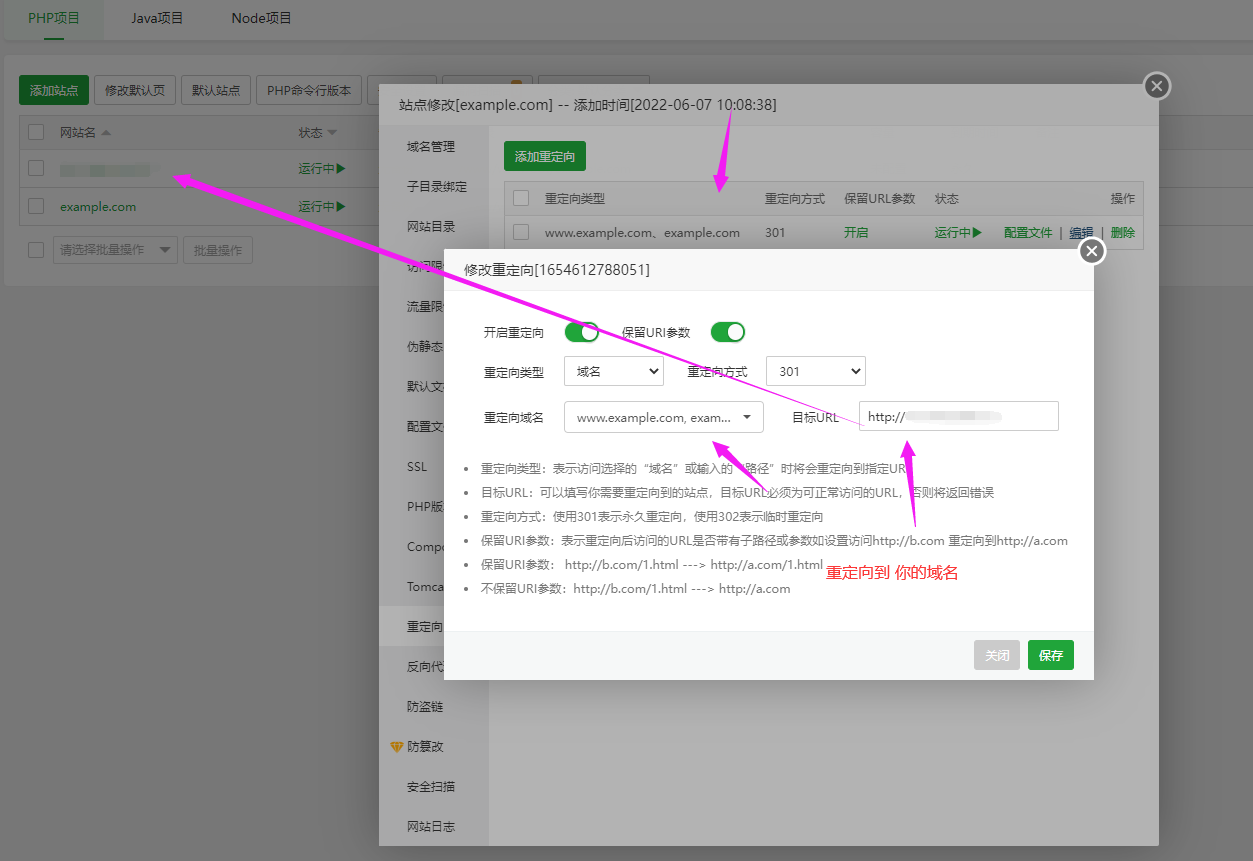 PHP项目 Java项目 Node项目
添加站点 修改默认页 默认站点 PHP命令行版本
网站名 状态
运行中
example.com 运行中
请选择批量操作 批量操作
站点修改[example.com] -- 添加时间[2022-06-07 10:08:38]
域名管理
子目录绑定
网站目录
访问限
流量限
伪静态
默认文
配置文
SSL
PHP版
Compo
Tomca
重定向
反向代
防盗链
防篡改
安全扫描
网站日志
添加重定向
重定向类型 重定向方式 保留URL参数 状态 操作
www.example.com、example.com 301 开启 运行中 配置文件 | 编辑 | 删除
修改重定向[1654612788051]
开启重定向 保留URI参数
重定向类型 域名 重定向方式 301
重定向域名 www.example.com, exam... 目标URL http://
重定向类型：表示访问选择的“域名”或输入的“路径”时将会重定向到指定URL
目标URL：可以填写你需要重定向到的站点，目标URL必须为可正常访问的URL，否则将返回错误
重定向方式：使用301表示永久重定向，使用302表示临时重定向
保留URI参数：表示重定向后访问的URL是否带有子路径或参数如设置访问http://b.com 重定向到http://a.com
保留URI参数： http://b.com/1.html ---> http://a.com/1.html
不保留URI参数：http://b.com/1.html ---> http://a.com
重定向到 你的域名
关闭 保存